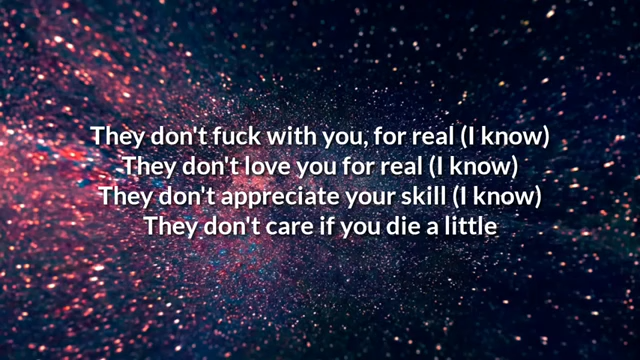 They don't fuck with you, for real (I know)
They don't love you for real (I know)
They don't appreciate your skill (I know)
They don't care if you die a little